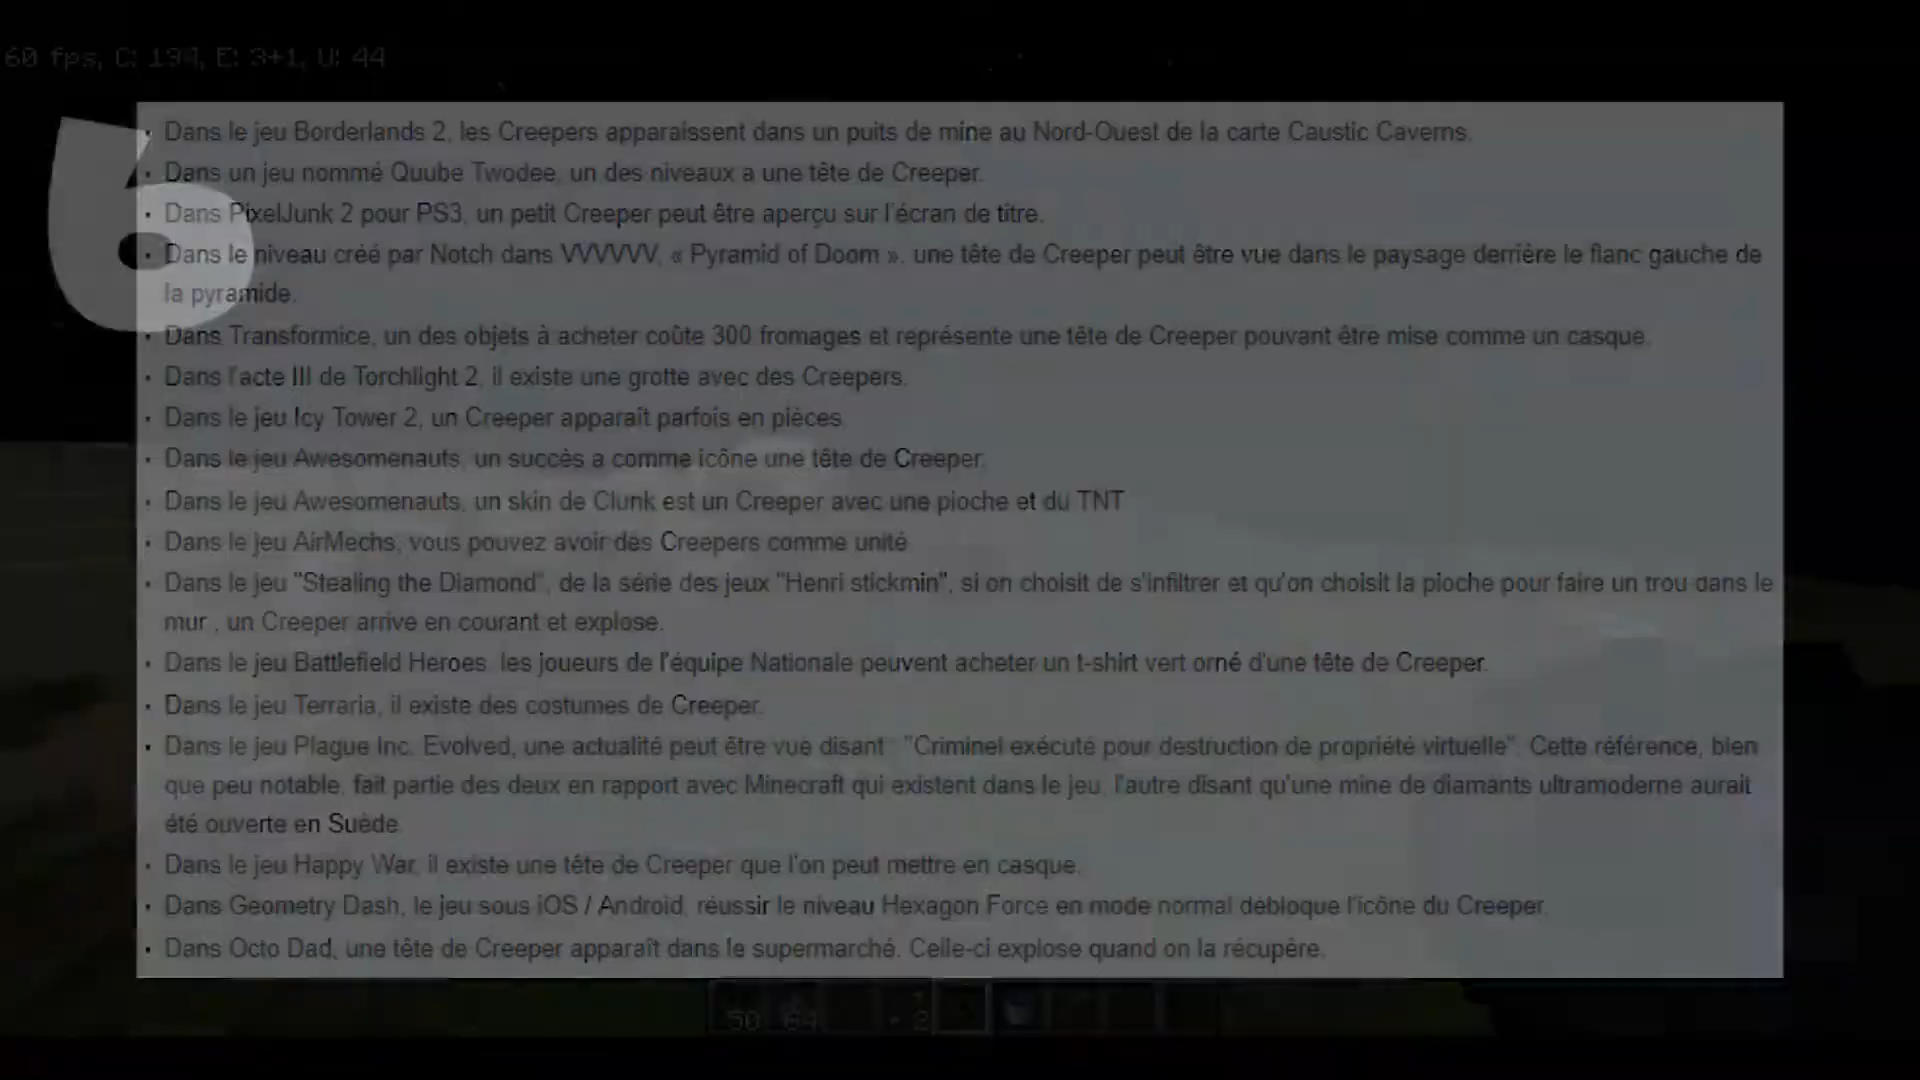 60 fps, C: 194, E: 3+1, U: 44
6
• Dans le jeu Borderlands 2, les Creepers apparaissent dans un puits de mine au Nord-Ouest de la carte Caustic Caverns.
• Dans un jeu nommé Quube Twodee, un des niveaux a une tête de Creeper.
• Dans PixelJunk 2 pour PS3, un petit Creeper peut être aperçu sur l'écran de titre.
• Dans le niveau créé par Notch dans VVVVVV, « Pyramid of Doom », une tête de Creeper peut être vue dans le paysage derrière le flanc gauche de
la pyramide.
• Dans Transformice, un des objets à acheter coûte 300 fromages et représente une tête de Creeper pouvant être mise comme un casque.
• Dans l'acte III de Torchlight 2, il existe une grotte avec des Creepers.
• Dans le jeu Icy Tower 2, un Creeper apparaît parfois en pièces.
• Dans le jeu Awesomenauts, un succès a comme icône une tête de Creeper.
• Dans le jeu Awesomenauts, un skin de Clunk est un Creeper avec une pioche et du TNT
• Dans le jeu AirMechs, vous pouvez avoir des Creepers comme unité
• Dans le jeu "Stealing the Diamond", de la série des jeux "Henri stickmin", si on choisit de s'infiltrer et qu'on choisit la pioche pour faire un trou dans le
mur , un Creeper arrive en courant et explose.
• Dans le jeu Battlefield Heroes, les joueurs de l'équipe Nationale peuvent acheter un t-shirt vert orné d'une tête de Creeper.
• Dans le jeu Terraria, il existe des costumes de Creeper.
• Dans le jeu Plague Inc. Evolved, une actualité peut être vue disant : "Criminel exécuté pour destruction de propriété virtuelle". Cette référence, bien
que peu notable, fait partie des deux en rapport avec Minecraft qui existent dans le jeu, l'autre disant qu'une mine de diamants ultramoderne aurait
été ouverte en Suède.
• Dans le jeu Happy War, il existe une tête de Creeper que l'on peut mettre en casque.
• Dans Geometry Dash, le jeu sous iOS / Android, réussir le niveau Hexagon Force en mode normal débloque l'icône du Creeper.
• Dans Octo Dad, une tête de Creeper apparaît dans le supermarché. Celle-ci explose quand on la récupère.
50 64 2